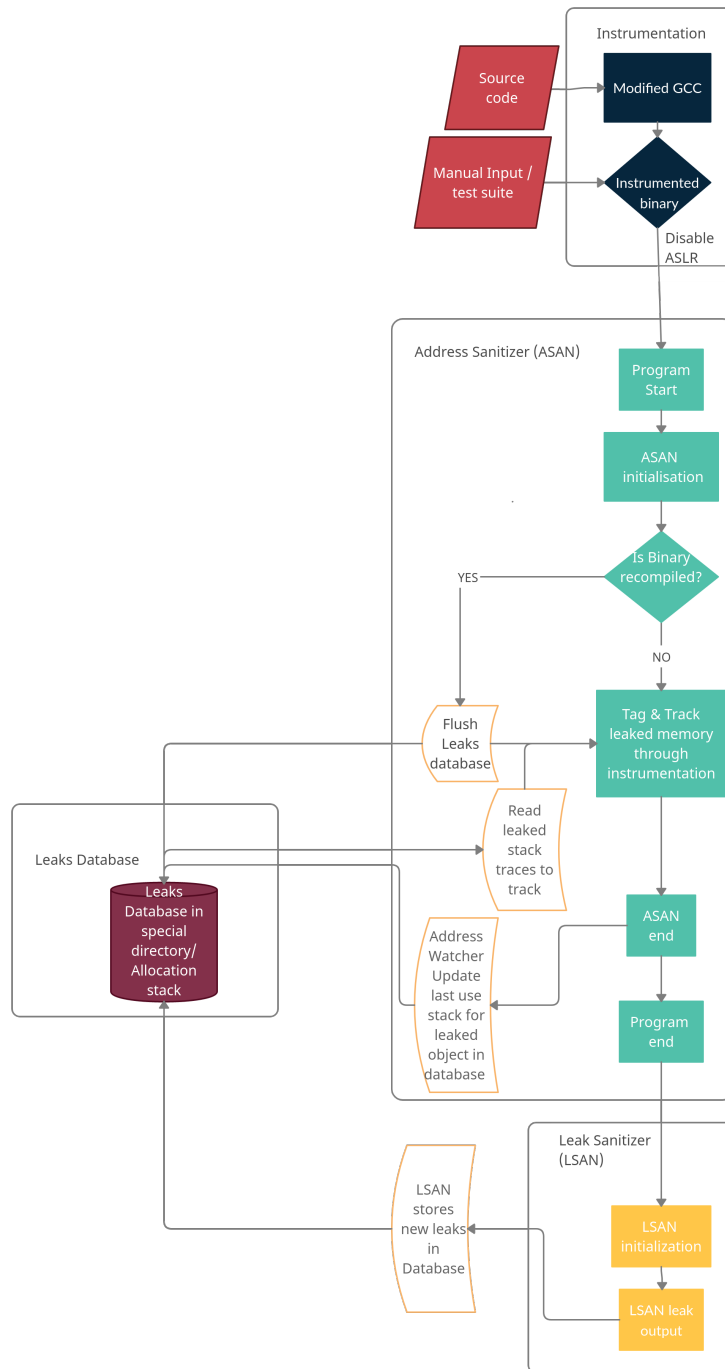 Instrumentation
Source
code
Modified GCC
Manual Input /
test suite
Instrumented
binary
Disable
ASLR
Address Sanitizer (ASAN)
Program
Start
ASAN
initialisation
Is Binary
recompiled?
YES
NO
Flush
Leaks
database
Tag & Track
leaked memory
through
instrumentation
Read
leaked
stack
traces to
track
Leaks Database
Leaks
Database in
special
directory/
Allocation
stack
ASAN
end
Address
Watcher
Update
last use
stack for
leaked
object in
database
Program
end
Leak Sanitizer
(LSAN)
LSAN
stores
new leaks
in
Database
LSAN
initialization
LSAN leak
output